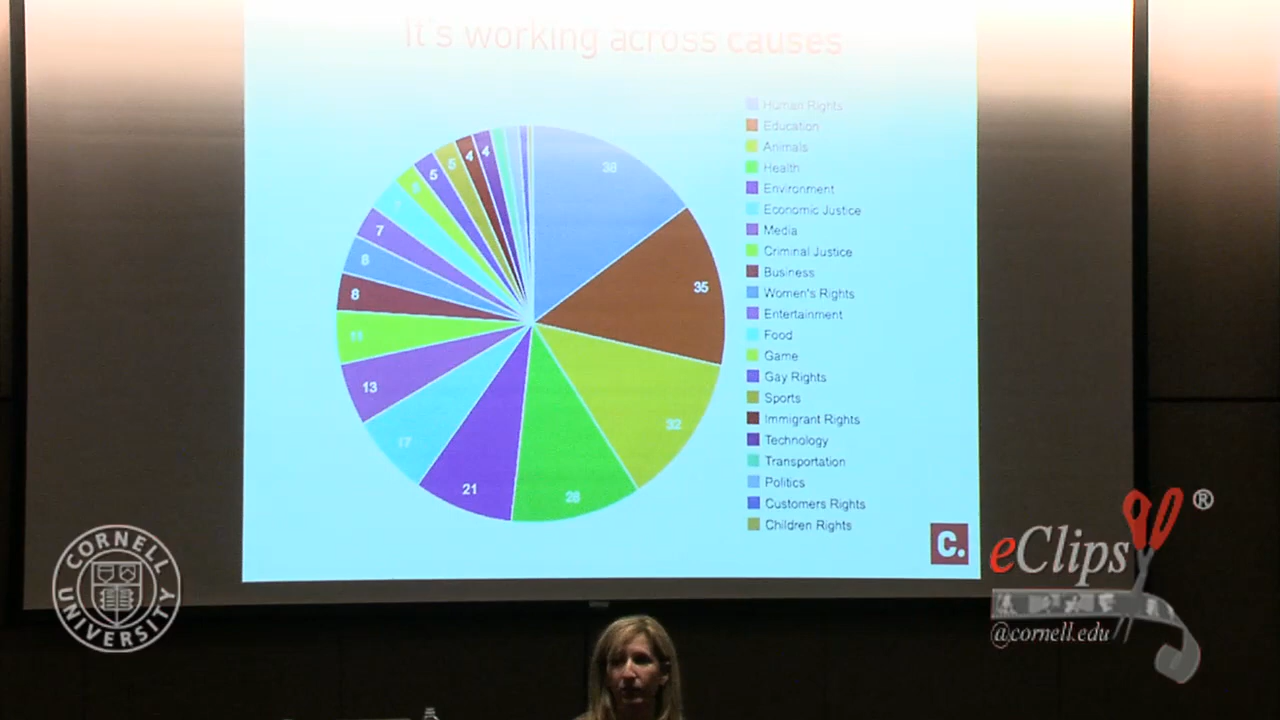 It's working across causes
Human Rights
Education
Animals
Health
Environment
Economic Justice
Media
Criminal Justice
Business
Women's Rights
Entertainment
Food
Game
Gay Rights
Sports
Immigrant Rights
Technology
Transportation
Politics
Customers Rights
Children Rights
35
32
28
21
17
13
11
8
8
7
5
5
4
4
C.
CORNELL
UNIVERSITY
eClips ®
@cornell.edu